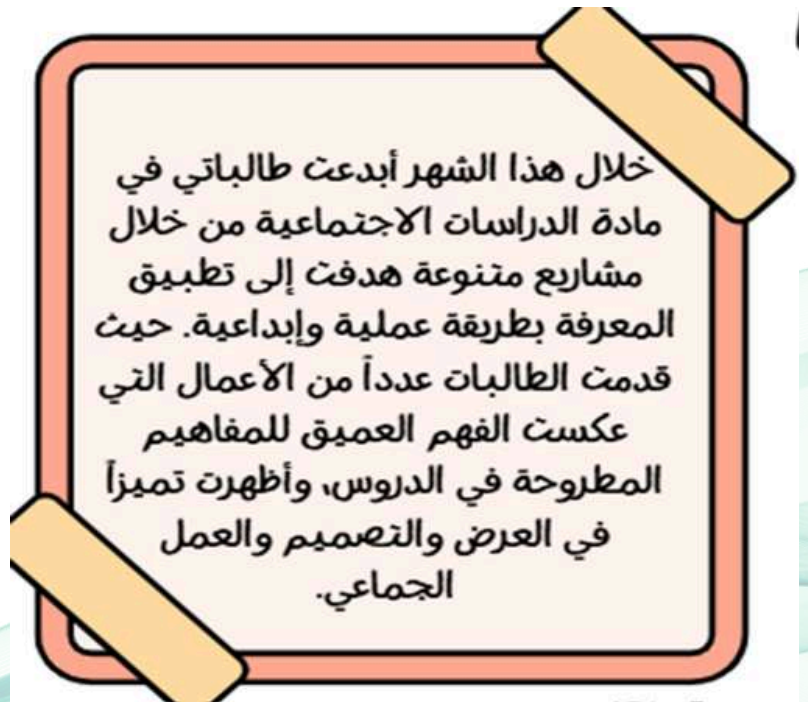 خلال هذا الشهر أبدعت طالباتي في
مادة الدراسات الاجتماعية من خلال
مشاريع متنوعة هدفت إلى تطبيق
المعرفة بطريقة عملية وإبداعية. حيث
قدمت الطالبات عدداً من الأعمال التي
عكست الفهم العميق للمفاهيم
المطروحة في الدروس، وأظهرت تميزاً
في العرض والتصميم والعمل
الجماعي.